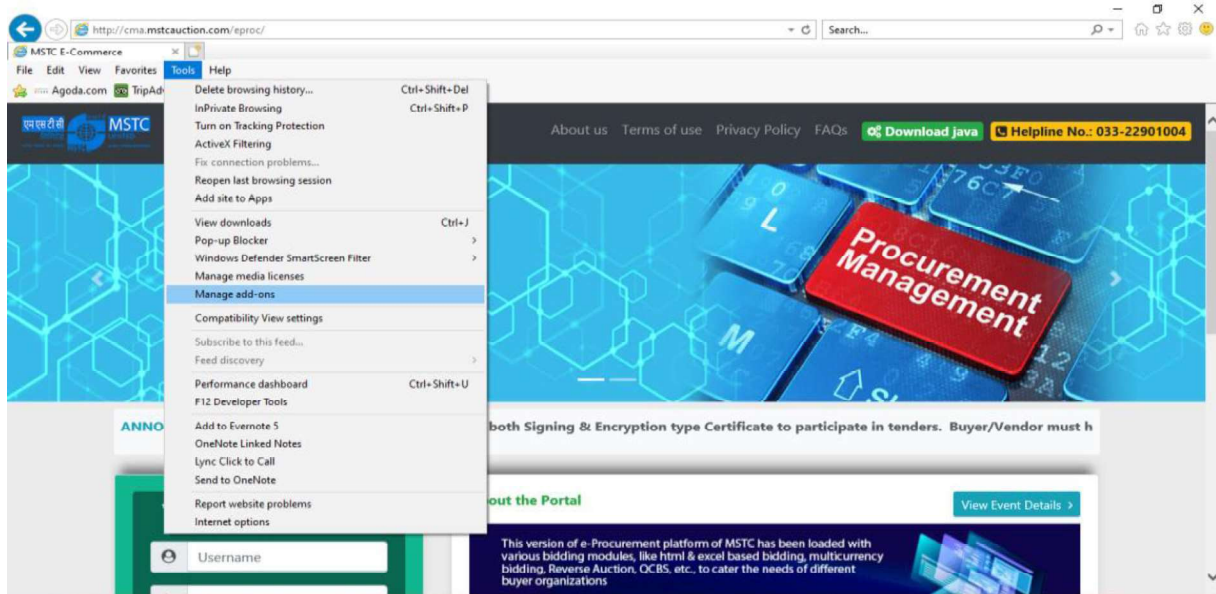 http://cma.mstcauction.com/eproc/
Search...
MSTC E-Commerce
File Edit View Favorites Tools Help
Agoda.com TripAdv
Delete browsing history... Ctrl+Shift+Del
InPrivate Browsing Ctrl+Shift+P
Turn on Tracking Protection
ActiveX Filtering
Fix connection problems...
Reopen last browsing session
Add site to Apps
View downloads Ctrl+J
Pop-up Blocker
Windows Defender SmartScreen Filter
Manage media licenses
Manage add-ons
Compatibility View settings
Subscribe to this feed...
Feed discovery
Performance dashboard Ctrl+Shift+U
F12 Developer Tools
Add to Evernote 5
OneNote Linked Notes
Lync Click to Call
Send to OneNote
Report website problems
Internet options
एम एस टी सी MSTC
About us Terms of use Privacy Policy FAQs Download java Helpline No.: 033-22901004
L
M
Procurement
Management
ANNO both Signing & Encryption type Certificate to participate in tenders. Buyer/Vendor must h
out the Portal
View Event Details
Username
This version of e-Procurement platform of MSTC has been loaded with
various bidding modules, like html & excel based bidding, multicurrency
bidding, Reverse Auction, QCBS, etc., to cater the needs of different
buyer organizations